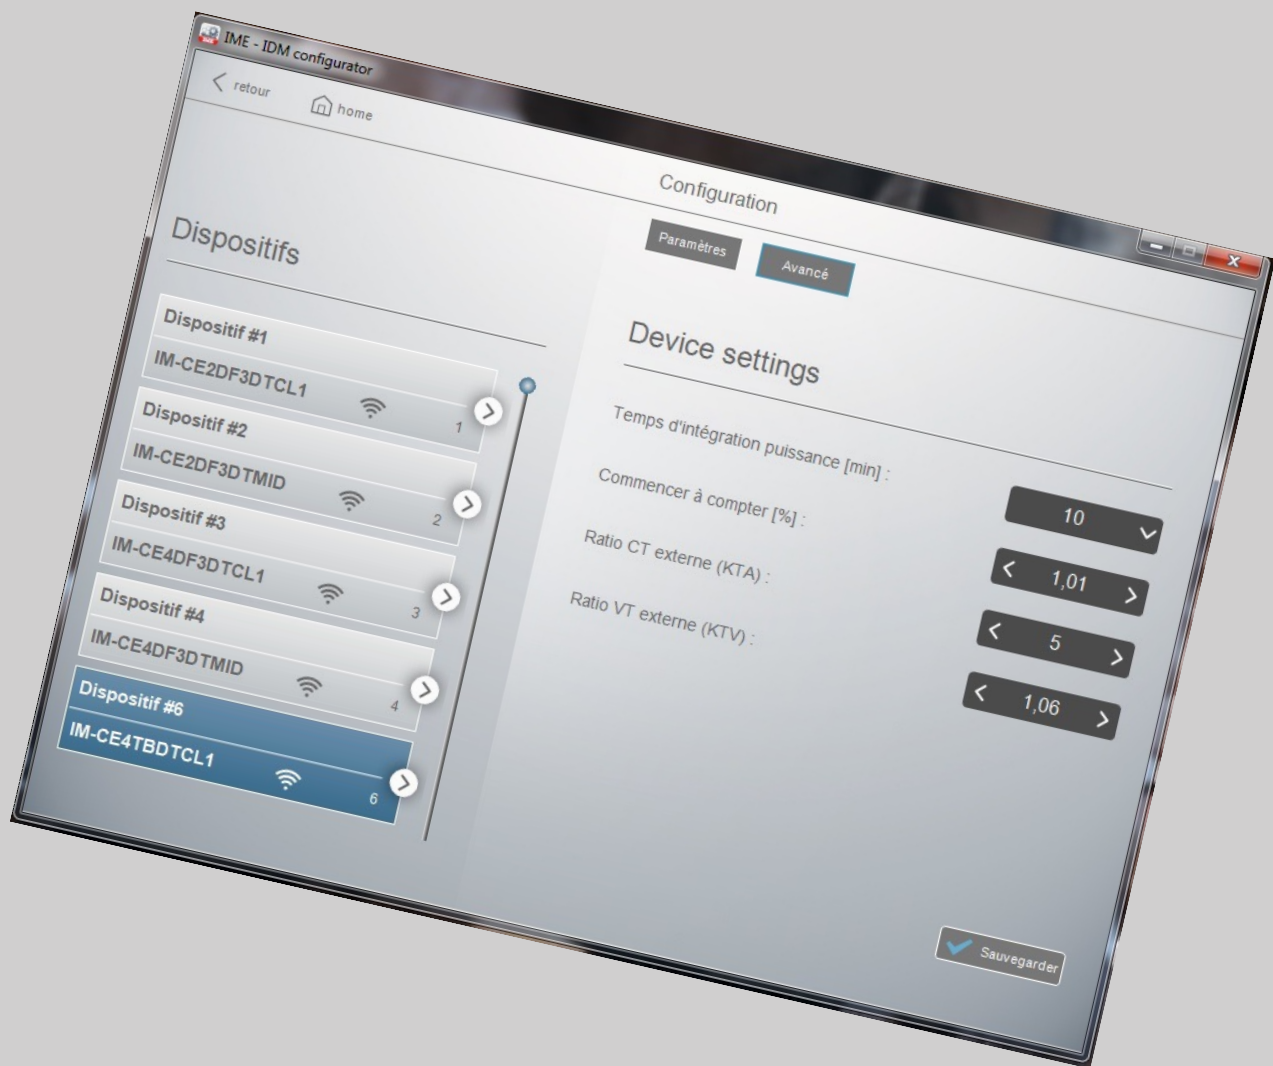 IME - IDM configurator
retour
home
Configuration
Paramètres
Avancé
Dispositifs
Dispositif #1
IM-CE2DF3DTCL1
1
Dispositif #2
IM-CE2DF3DTMID
2
Dispositif #3
IM-CE4DF3DTCL1
3
Dispositif #4
IM-CE4DF3DTMID
4
Dispositif #6
IM-CE4TBDTCL1
6
Device settings
Temps d'intégration puissance [min] :
10
Commencer à compter [%] :
1,01
Ratio CT externe (KTA) :
5
Ratio VT externe (KTV) :
1,06
Sauvegarder